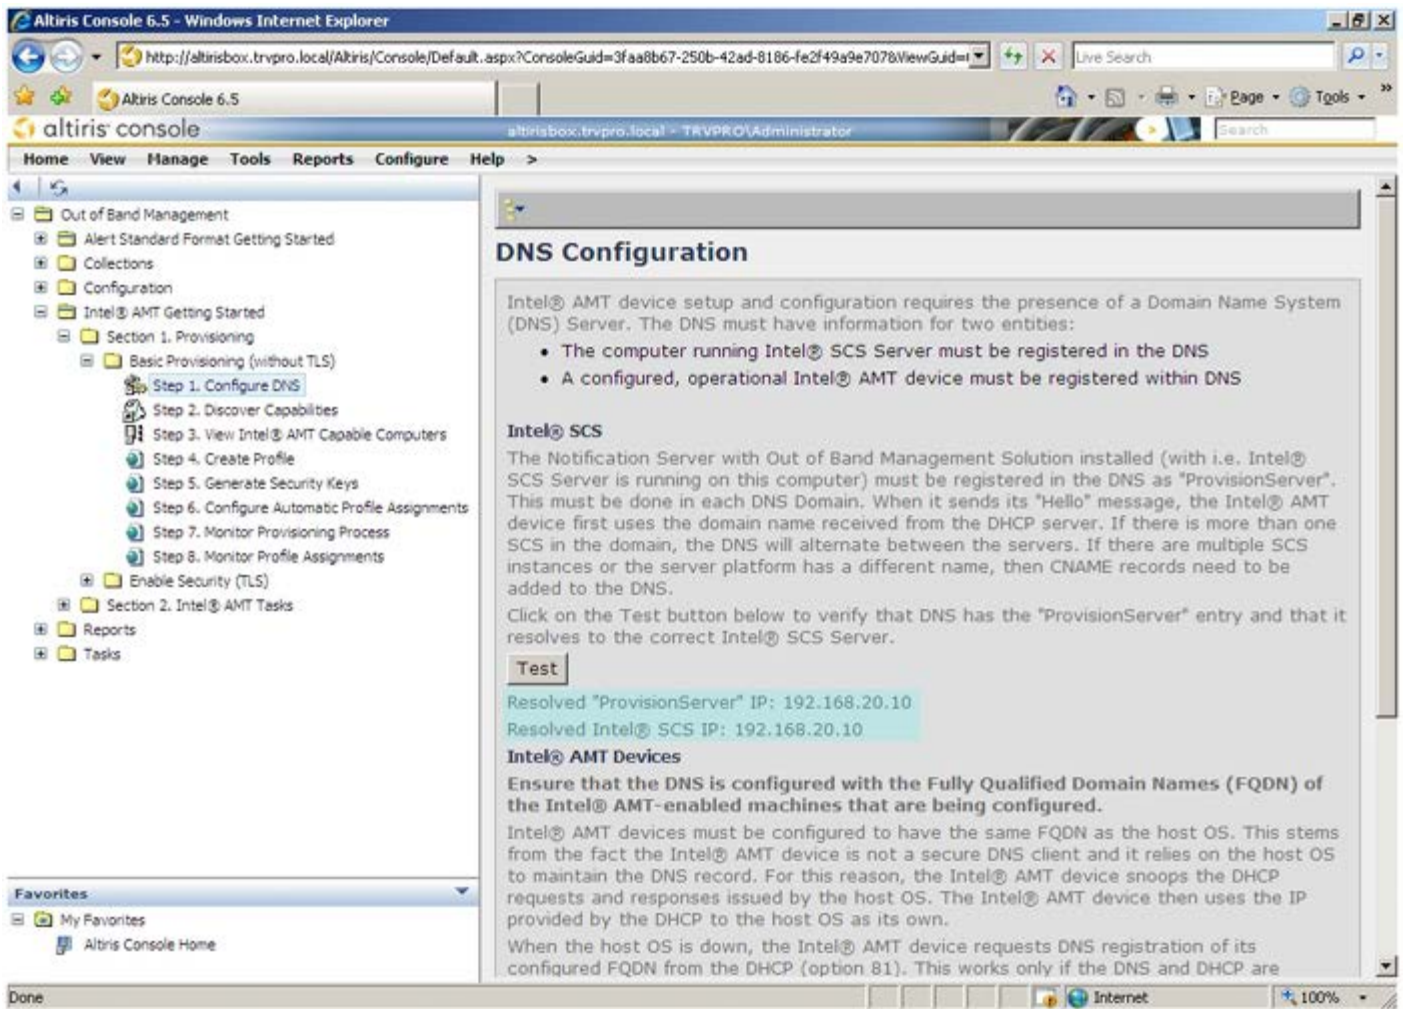 Altiris Console 6.5 - Windows Internet Explorer
http://altirisbox.trvpro.local/Altiris/Console/Default.aspx?ConsoleGuid=3faa8b67-250b-42ad-8186-fe2f49a9e707&ViewGuid=
Live Search
Altiris Console 6.5
Page
Tools
altiris console
altirisbox.trvpro.local - TRVPRO\Administrator
Search
Home View Manage Tools Reports Configure Help >
Out of Band Management
Alert Standard Format Getting Started
Collections
Configuration
Intel® AMT Getting Started
Section 1. Provisioning
Basic Provisioning (without TLS)
Step 1. Configure DNS
Step 2. Discover Capabilities
Step 3. View Intel® AMT Capable Computers
Step 4. Create Profile
Step 5. Generate Security Keys
Step 6. Configure Automatic Profile Assignments
Step 7. Monitor Provisioning Process
Step 8. Monitor Profile Assignments
Enable Security (TLS)
Section 2. Intel® AMT Tasks
Reports
Tasks
Favorites
My Favorites
Altiris Console Home
DNS Configuration
Intel® AMT device setup and configuration requires the presence of a Domain Name System
(DNS) Server. The DNS must have information for two entities:
• The computer running Intel® SCS Server must be registered in the DNS
• A configured, operational Intel® AMT device must be registered within DNS
Intel® SCS
The Notification Server with Out of Band Management Solution installed (with i.e. Intel®
SCS Server is running on this computer) must be registered in the DNS as "ProvisionServer".
This must be done in each DNS Domain. When it sends its "Hello" message, the Intel® AMT
device first uses the domain name received from the DHCP server. If there is more than one
SCS in the domain, the DNS will alternate between the servers. If there are multiple SCS
instances or the server platform has a different name, then CNAME records need to be
added to the DNS.
Click on the Test button below to verify that DNS has the "ProvisionServer" entry and that it
resolves to the correct Intel® SCS Server.
Test
Resolved "ProvisionServer" IP: 192.168.20.10
Resolved Intel® SCS IP: 192.168.20.10
Intel® AMT Devices
Ensure that the DNS is configured with the Fully Qualified Domain Names (FQDN) of
the Intel® AMT-enabled machines that are being configured.
Intel® AMT devices must be configured to have the same FQDN as the host OS. This stems
from the fact the Intel® AMT device is not a secure DNS client and it relies on the host OS
to maintain the DNS record. For this reason, the Intel® AMT device snoops the DHCP
requests and responses issued by the host OS. The Intel® AMT device then uses the IP
provided by the DHCP to the host OS as its own.
When the host OS is down, the Intel® AMT device requests DNS registration of its
configured FQDN from the DHCP (option 81). This works only if the DNS and DHCP are
Done
Internet
100%